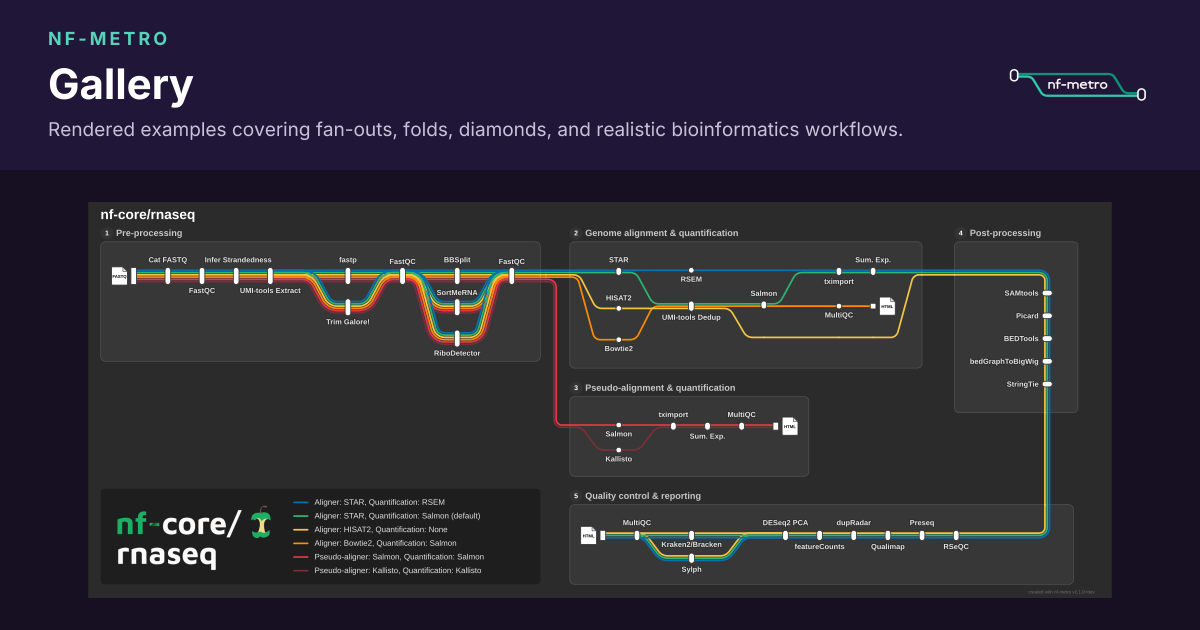 NF-METRO
Gallery
Rendered examples covering fan-outs, folds, diamonds, and realistic bioinformatics workflows.
nf-metro
nf-core/rnaseq
1 Pre-processing
Cat FASTQ
Infer Strandedness
fastp
FastQC
BBSplit
FastQC
FASTQ
FastQC
UMI-tools Extract
SortMeRNA
Trim Galore!
RiboDetector
2 Genome alignment & quantification
STAR
Sum. Exp.
RSEM
tximport
HISAT2
Salmon
HTML
UMI-tools Dedup
MultiQC
Bowtie2
4 Post-processing
SAMtools
Picard
BEDTools
bedGraphToBigWig
StringTie
3 Pseudo-alignment & quantification
tximport
MultiQC
HTML
Salmon
Sum. Exp.
Kallisto
nf-core/
rnaseq
Aligner: STAR, Quantification: RSEM
Aligner: STAR, Quantification: Salmon (default)
Aligner: HISAT2, Quantification: None
Aligner: Bowtie2, Quantification: Salmon
Pseudo-aligner: Salmon, Quantification: Salmon
Pseudo-aligner: Kallisto, Quantification: Kallisto
5 Quality control & reporting
MultiQC
DESeq2 PCA
dupRadar
Preseq
HTML
Kraken2/Bracken
featureCounts
Qualimap
RSeQC
Sylph
created with nf-metro